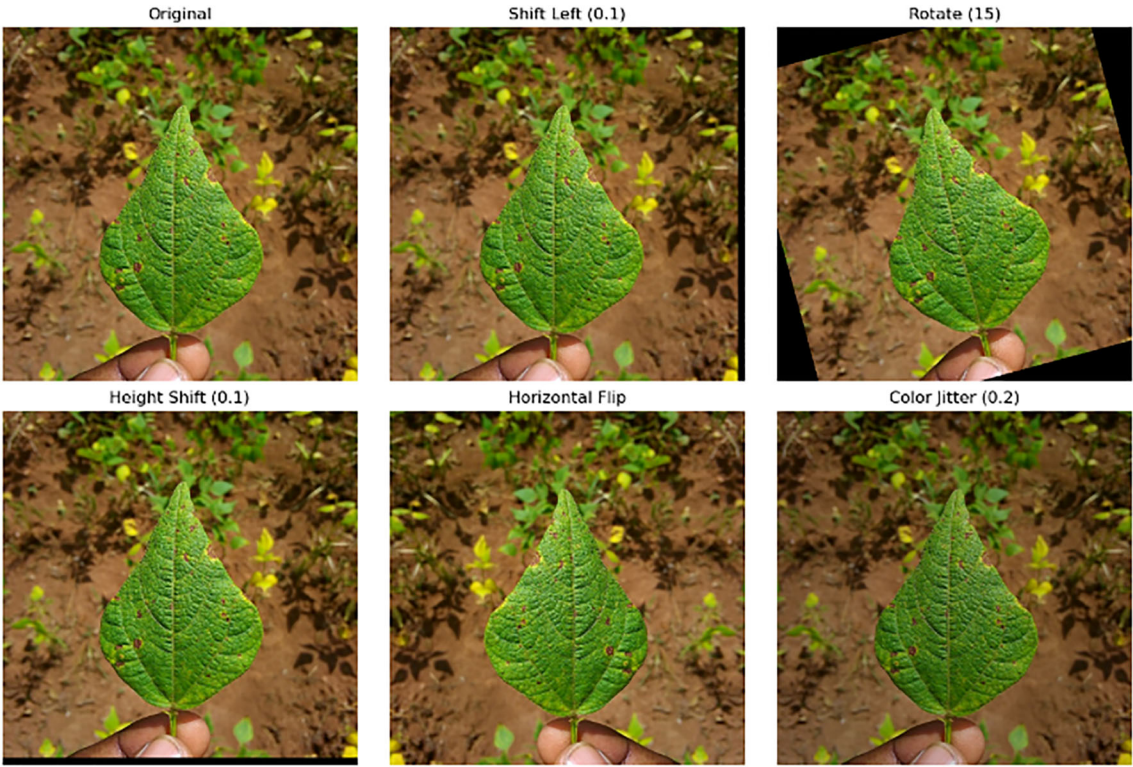 Original
Shift Left (0.1)
Rotate (15)
Height Shift (0.1)
Horizontal Flip
Color Jitter (0.2)